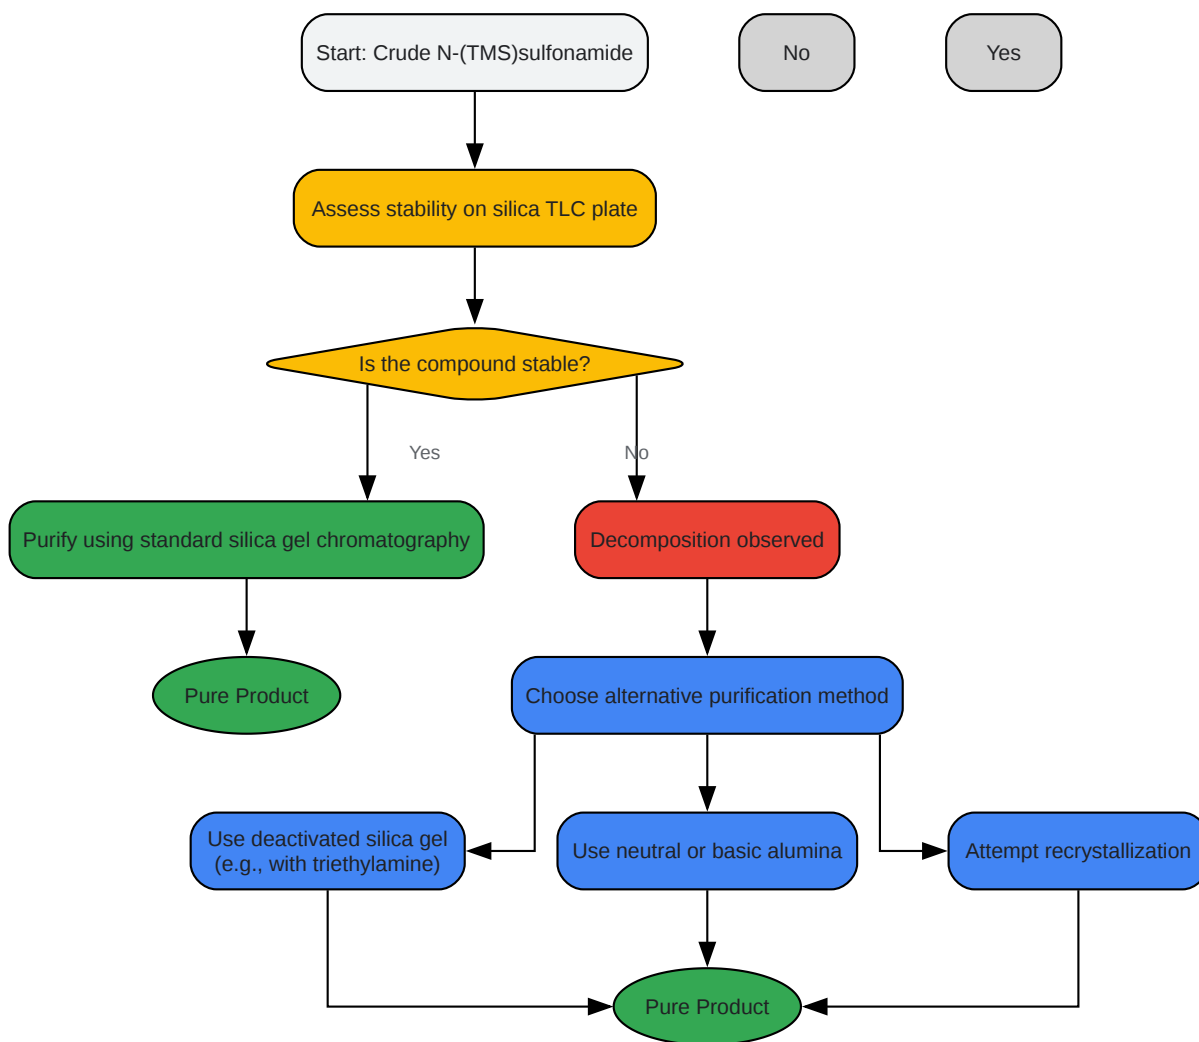 Start: Crude N-(TMS)sulfonamide
No
Yes
Assess stability on silica TLC plate
Is the compound stable?
Yes
No
Purify using standard silica gel chromatography
Decomposition observed
Pure Product
Choose alternative purification method
Use deactivated silica gel
(e.g., with triethylamine)
Use neutral or basic alumina
Attempt recrystallization
Pure Product